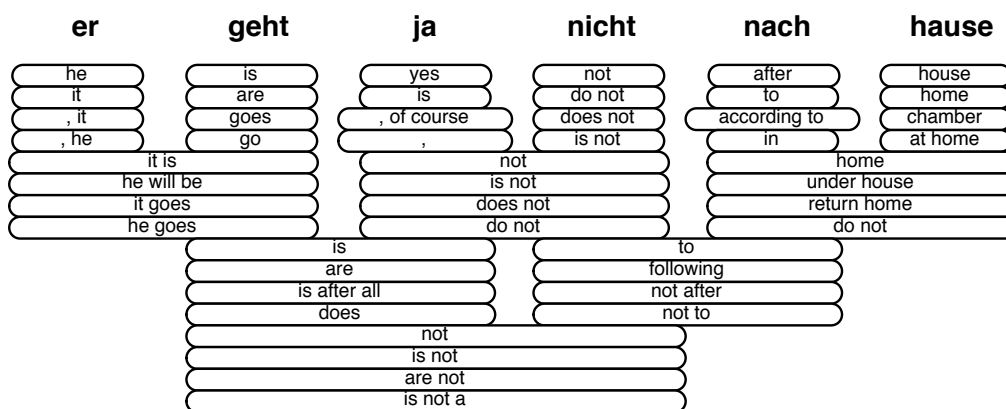 er geht ja nicht nach hause
he is yes not after house
it are is do not to home
, it goes , of course does not according to chamber
, he go , is not in at home
it is not home
he will be is not under house
it goes does not return home
he goes do not do not
is to
are following
is after all not after
does not to
not
is not
are not
is not a